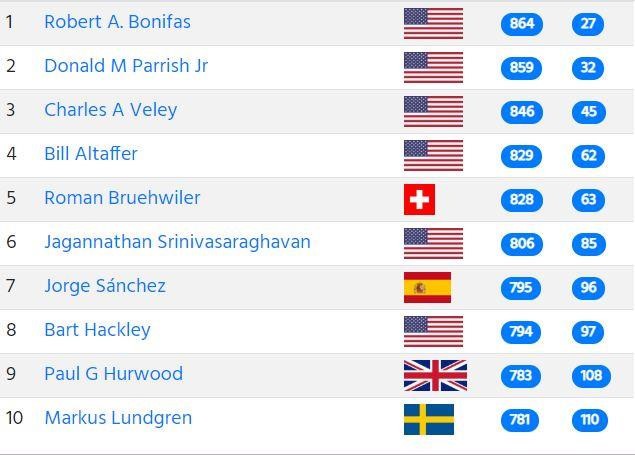 1 Robert A. Bonifas 864 27
2 Donald M Parrish Jr 859 32
3 Charles A Veley 846 45
4 Bill Altaffer 829 62
5 Roman Bruehwiler 828 63
6 Jagannathan Srinivasaraghavan 806 85
7 Jorge Sánchez 795 96
8 Bart Hackley 794 97
9 Paul G Hurwood 783 108
10 Markus Lundgren 781 110